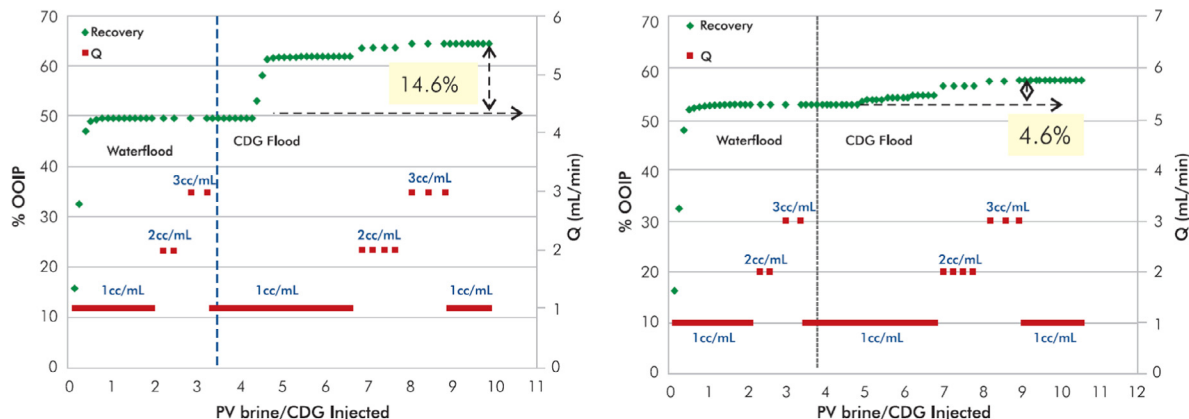 70
60
50
40
30
20
10
0
% OOIP
6
5
4
3
2
1
0
Q (mL/min)
Recovery
Q
14.6%
Waterflood
CDG Flood
3cc/mL
3cc/mL
2cc/mL
2cc/mL
1cc/mL
1cc/mL
1cc/mL
0 1 2 3 4 5 6 7 8 9 10 11
PV brine/CDG Injected
70
60
50
40
30
20
10
0
% OOIP
7
6
5
4
3
2
1
0
Q (mL/min)
Recovery
Q
Waterflood
CDG Flood
4.6%
3cc/mL
3cc/mL
2cc/mL
2cc/mL
1cc/mL
1cc/mL
1cc/mL
0 1 2 3 4 5 6 7 8 9 10 11 12
PV brine/CDG Injected